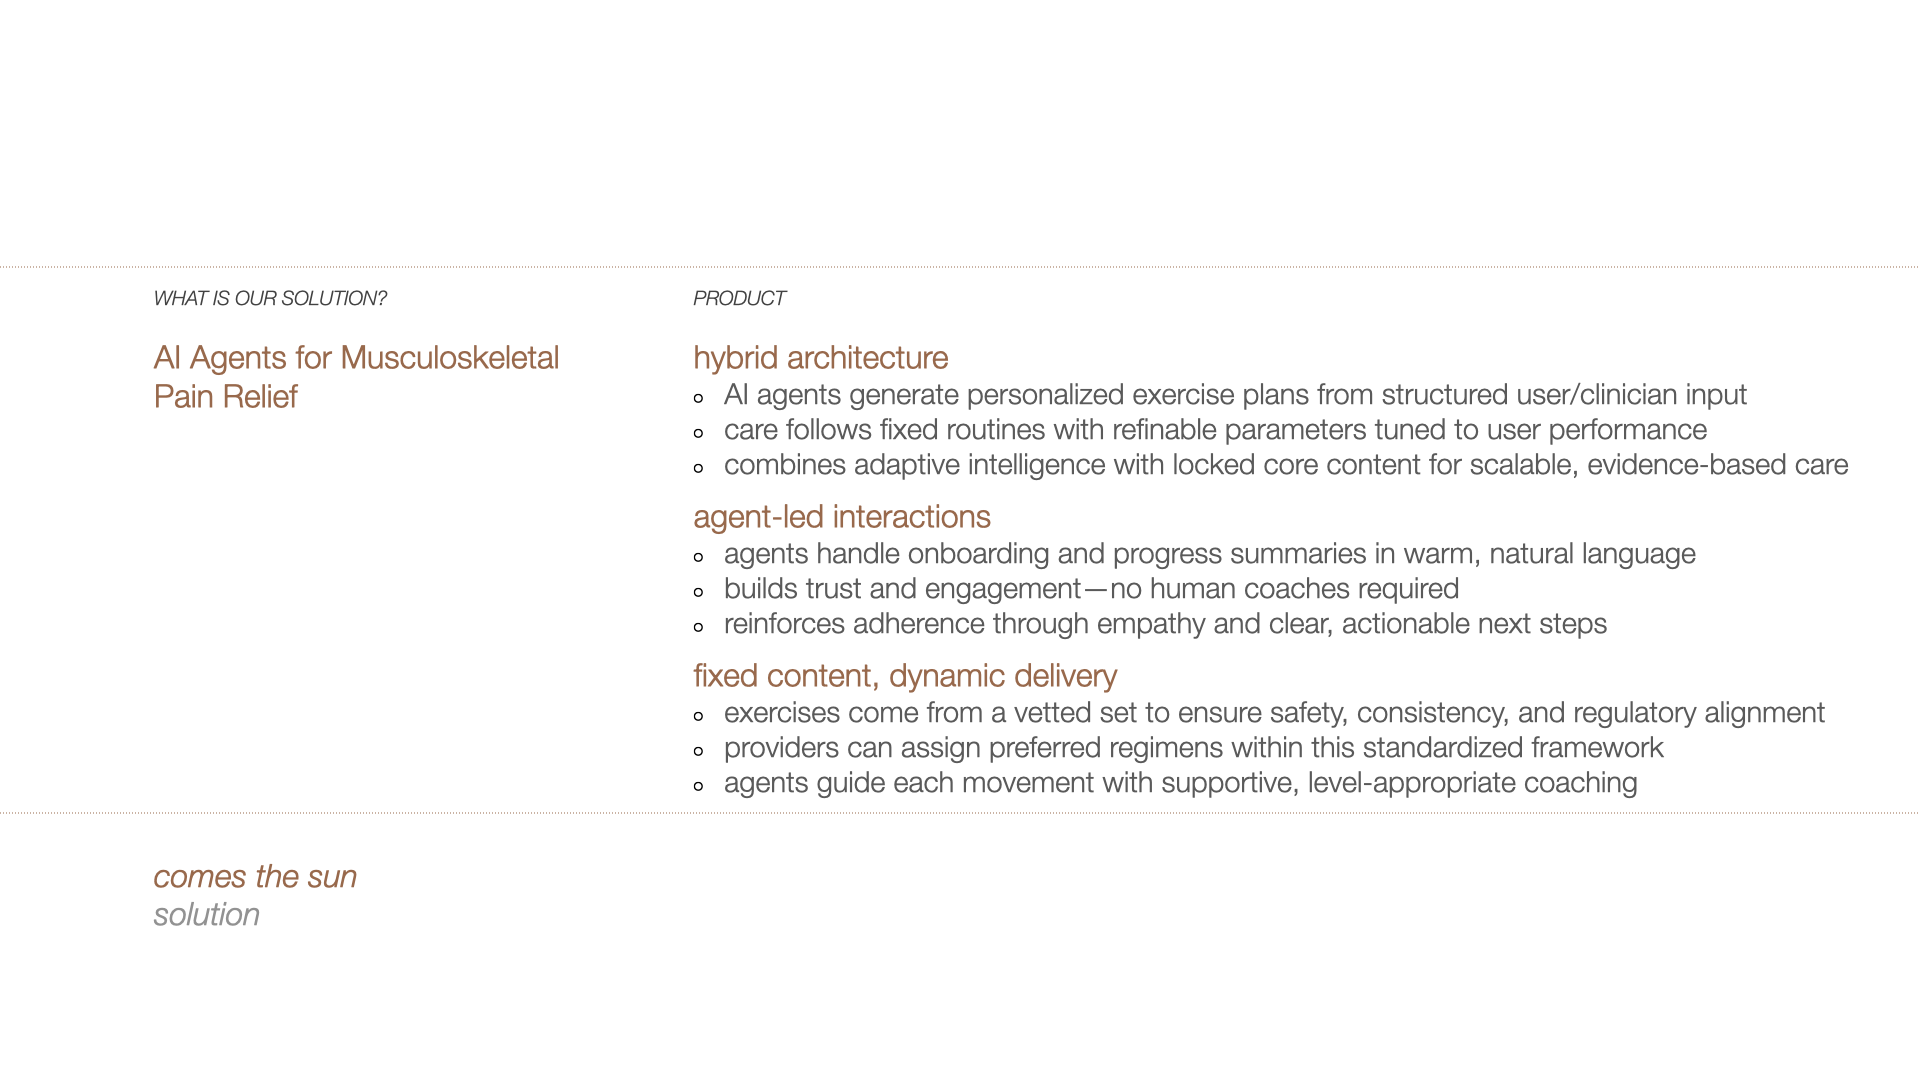 WHAT IS OUR SOLUTION?
AI Agents for Musculoskeletal
Pain Relief
PRODUCT
hybrid architecture
AI agents generate personalized exercise plans from structured user/clinician input
care follows fixed routines with refinable parameters tuned to user performance
combines adaptive intelligence with locked core content for scalable, evidence-based care
agent-led interactions
agents handle onboarding and progress summaries in warm, natural language
builds trust and engagement—no human coaches required
reinforces adherence through empathy and clear, actionable next steps
fixed content, dynamic delivery
exercises come from a vetted set to ensure safety, consistency, and regulatory alignment
providers can assign preferred regimens within this standardized framework
agents guide each movement with supportive, level-appropriate coaching
comes the sun
solution